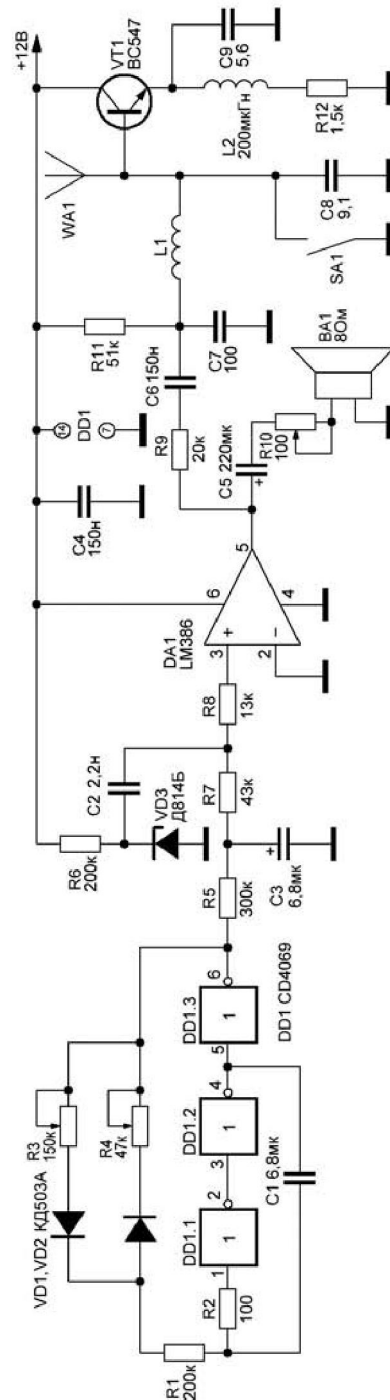 +12В
VT1
BC547
C9
5,6
L2
200мкГн
R12
1,5к
WA1
C8
9,1
SA1
L1
R11
51к
C7
100
C6 150н
14
DD1
7
R9
20к
BA1
8Ом
C5 220мк
+
R10
100
C4
150н
5
6
4
DA1
LM386
+
−
3
2
R8
13к
C2 2,2н
VD3
Д814Б
R7
43к
R6
200к
+
C3
6,8мк
R5
300к
6
DD1.3
1
5
DD1 CD4069
4
DD1.2
1
3
2
DD1.1
1
1
R3
150к
R4
47к
VD1,VD2 КД503А
C1 6,8мк
R2
100
R1
200к